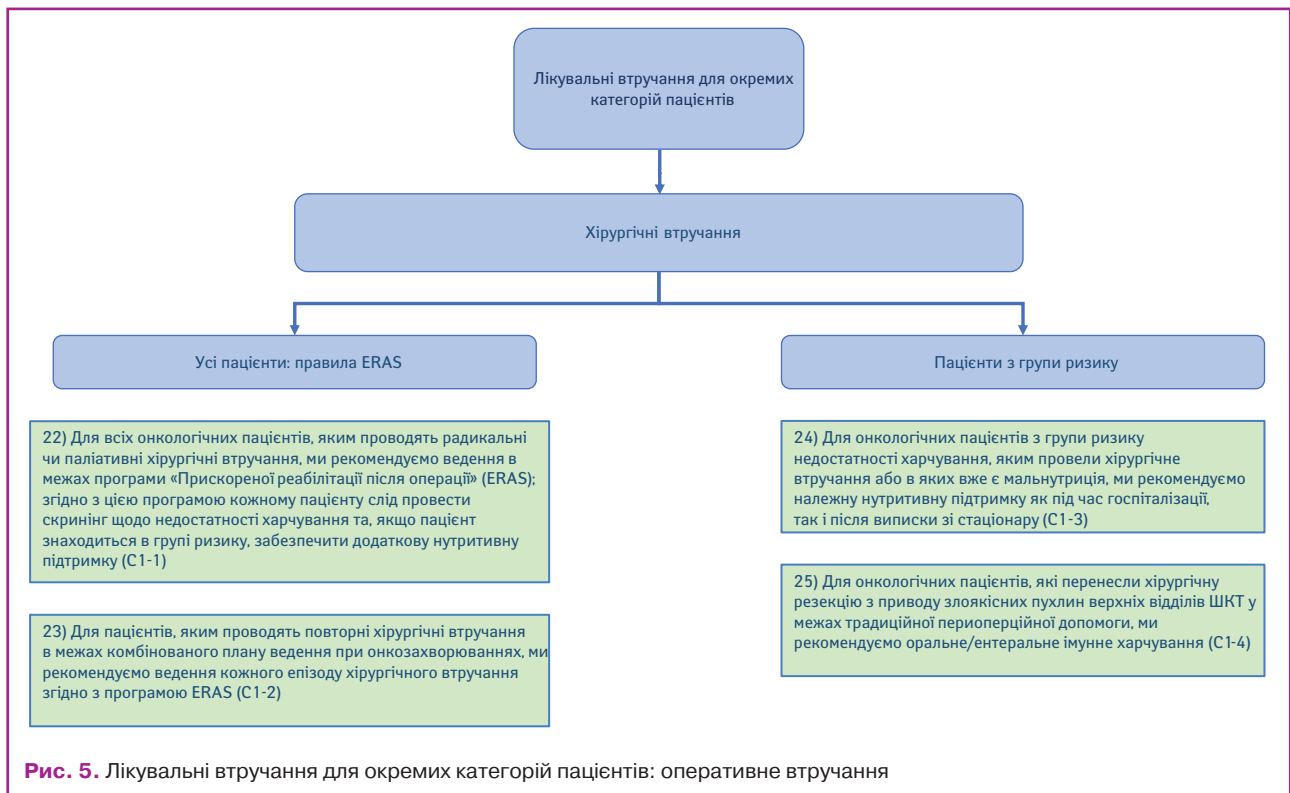 Лікувальні втручання для окремих
категорій пацієнтів
Хірургічні втручання
Усі пацієнти: правила ERAS
22) Для всіх онкологічних пацієнтів, яким проводять радикальні
чи паліативні хірургічні втручання, ми рекомендуємо ведення в
межах програми «Прискореної реабілітації після операції» (ERAS);
згідно з цією програмою кожному пацієнту слід провести
скринінг щодо недостатності харчування та, якщо пацієнт
знаходиться в групі ризику, забезпечити додаткову нутритивну
підтримку (C1-1)
23) Для пацієнтів, яким проводять повторні хірургічні втручання
в межах комбінованого плану ведення при онкозахворюваннях, ми
рекомендуємо ведення кожного епізоду хірургічного втручання
згідно з програмою ERAS (C1-2)
Пацієнти з групи ризику
24) Для онкологічних пацієнтів з групи ризику
недостатності харчування, яким провели хірургічне
втручання або в яких вже є мальнутриція, ми рекомендуємо
належну нутритивну підтримку як під час госпіталізації,
так і після виписки зі стаціонару (C1-3)
25) Для онкологічних пацієнтів, які перенесли хірургічну
резекцію з приводу злоякісних пухлин верхніх відділів ШКТ у
межах традиційної периоперційної допомоги, ми
рекомендуємо оральне/ентеральне імунне харчування (C1-4)
Рис. 5. Лікувальні втручання для окремих категорій пацієнтів: оперативне втручання